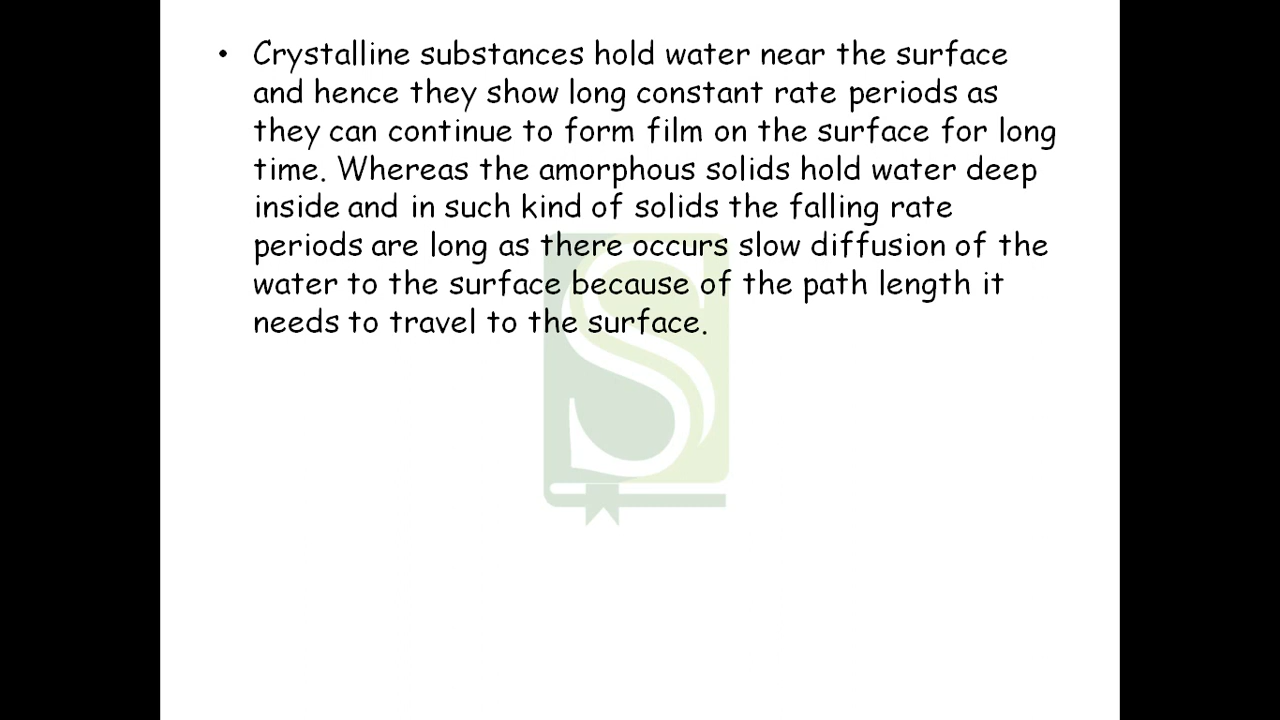 • Crystalline substances hold water near the surface
and hence they show long constant rate periods as
they can continue to form film on the surface for long
time. Whereas the amorphous solids hold water deep
inside and in such kind of solids the falling rate
periods are long as there occurs slow diffusion of the
water to the surface because of the path length it
needs to travel to the surface.
S